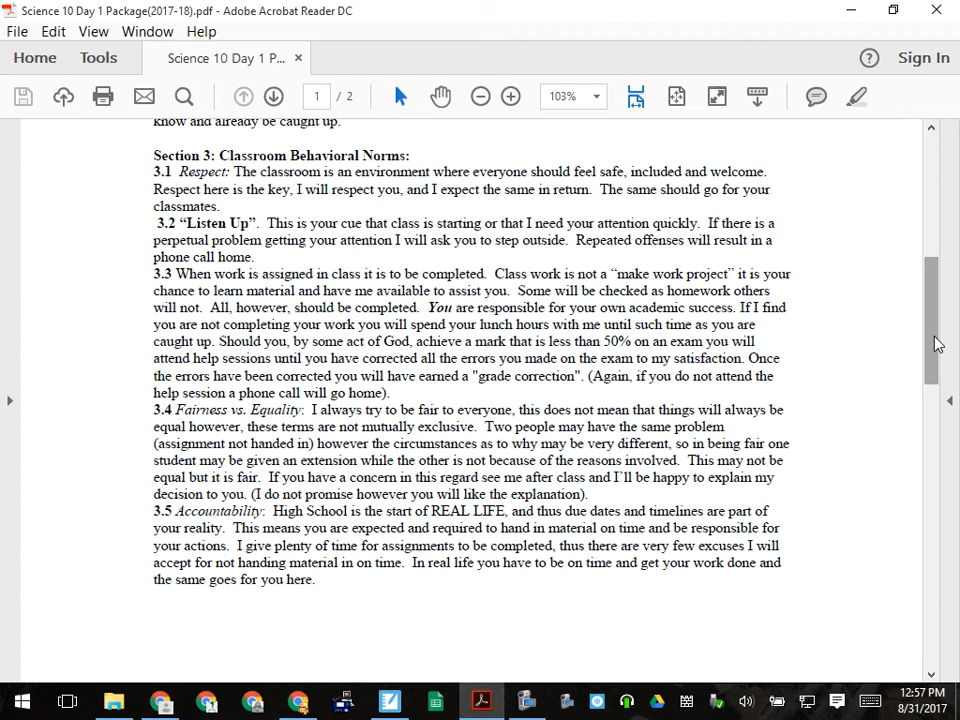 Science 10 Day 1 Package(2017-18).pdf - Adobe Acrobat Reader DC
File Edit View Window Help
Home Tools Science 10 Day 1 P... × ? Sign In
1 / 2 103%
know and already be caught up.
Section 3: Classroom Behavioral Norms:
3.1 Respect: The classroom is an environment where everyone should feel safe, included and welcome.
Respect here is the key, I will respect you, and I expect the same in return. The same should go for your
classmates.
3.2 “Listen Up”. This is your cue that class is starting or that I need your attention quickly. If there is a
perpetual problem getting your attention I will ask you to step outside. Repeated offenses will result in a
phone call home.
3.3 When work is assigned in class it is to be completed. Class work is not a “make work project” it is your
chance to learn material and have me available to assist you. Some will be checked as homework others
will not. All, however, should be completed. You are responsible for your own academic success. If I find
you are not completing your work you will spend your lunch hours with me until such time as you are
caught up. Should you, by some act of God, achieve a mark that is less than 50% on an exam you will
attend help sessions until you have corrected all the errors you made on the exam to my satisfaction. Once
the errors have been corrected you will have earned a "grade correction". (Again, if you do not attend the
help session a phone call will go home).
3.4 Fairness vs. Equality: I always try to be fair to everyone, this does not mean that things will always be
equal however, these terms are not mutually exclusive. Two people may have the same problem
(assignment not handed in) however the circumstances as to why may be very different, so in being fair one
student may be given an extension while the other is not because of the reasons involved. This may not be
equal but it is fair. If you have a concern in this regard see me after class and I’ll be happy to explain my
decision to you. (I do not promise however you will like the explanation).
3.5 Accountability: High School is the start of REAL LIFE, and thus due dates and timelines are part of
your reality. This means you are expected and required to hand in material on time and be responsible for
your actions. I give plenty of time for assignments to be completed, thus there are very few excuses I will
accept for not handing material in on time. In real life you have to be on time and get your work done and
the same goes for you here.
12:57 PM
8/31/2017